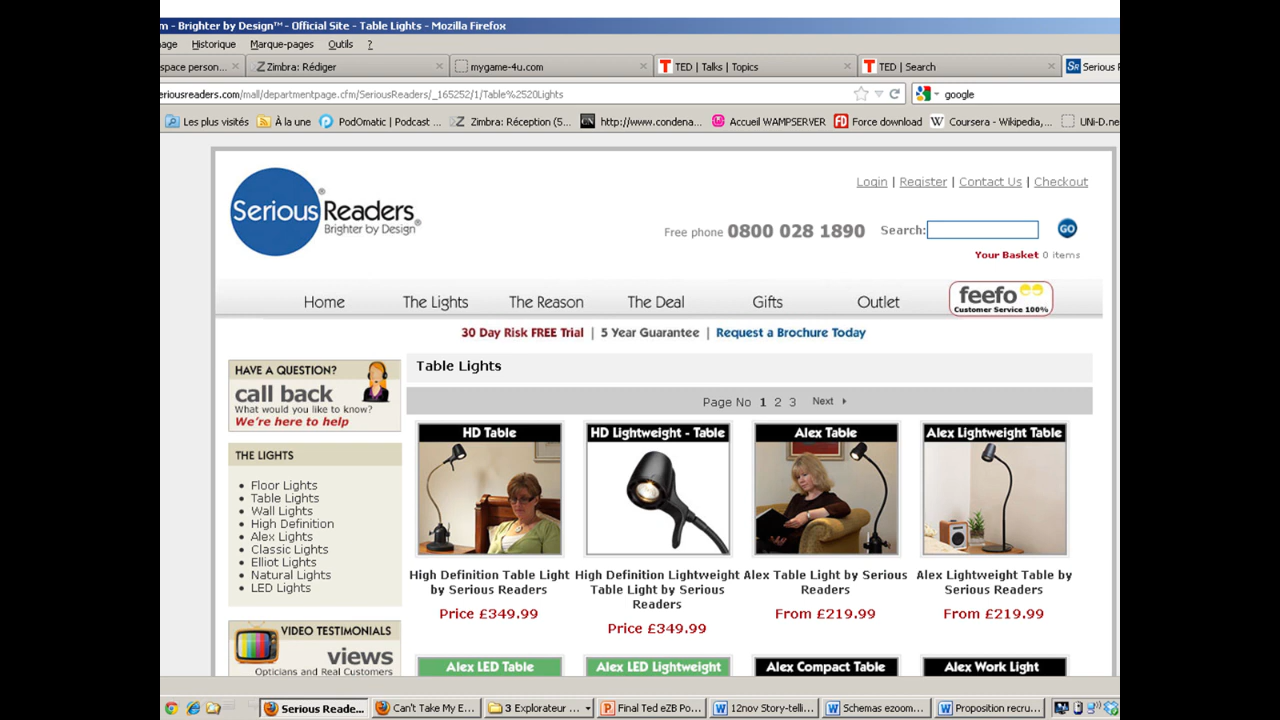 m - Brighter by Design™ - Official Site - Table Lights - Mozilla Firefox
age Historique Marque-pages Outils ?
space person... Zimbra: Rédiger mygame-4u.com TED | Talks | Topics TED | Search Serious
eriousreaders.com/mall/departmentpage.cfm/SeriousReaders/_165252/1/Table%2520Lights google
Les plus visités À la une PodOmatic | Podcast ... Zimbra: Réception (5... http://www.condena... Accueil WAMPSERVER Force download Coursera - Wikipedia,... UNi-D.ne
Login | Register | Contact Us | Checkout
Serious Readers®
Brighter by Design®
Free phone 0800 028 1890 Search: GO
Your Basket 0 items
Home The Lights The Reason The Deal Gifts Outlet feefo
Customer Service 100%
30 Day Risk FREE Trial | 5 Year Guarantee | Request a Brochure Today
HAVE A QUESTION?
call back
What would you like to know?
We're here to help
THE LIGHTS
• Floor Lights
• Table Lights
• Wall Lights
• High Definition
• Alex Lights
• Classic Lights
• Elliot Lights
• Natural Lights
• LED Lights
VIDEO TESTIMONIALS
views
Opticians and Real Customers
Table Lights
Page No 1 2 3 Next
HD Table
High Definition Table Light
by Serious Readers
Price £349.99
HD Lightweight - Table
High Definition Lightweight
Table Light by Serious
Readers
Price £349.99
Alex Table
Alex Table Light by Serious
Readers
From £219.99
Alex Lightweight Table
Alex Lightweight Table by
Serious Readers
From £219.99
Alex LED Table
Alex LED Lightweight
Alex Compact Table
Alex Work Light
Serious Reade... Can't Take My E... 3 Explorateur ... Final Ted eZB Po... 12nov Story-telli... Schemas ezoom... Proposition recru...